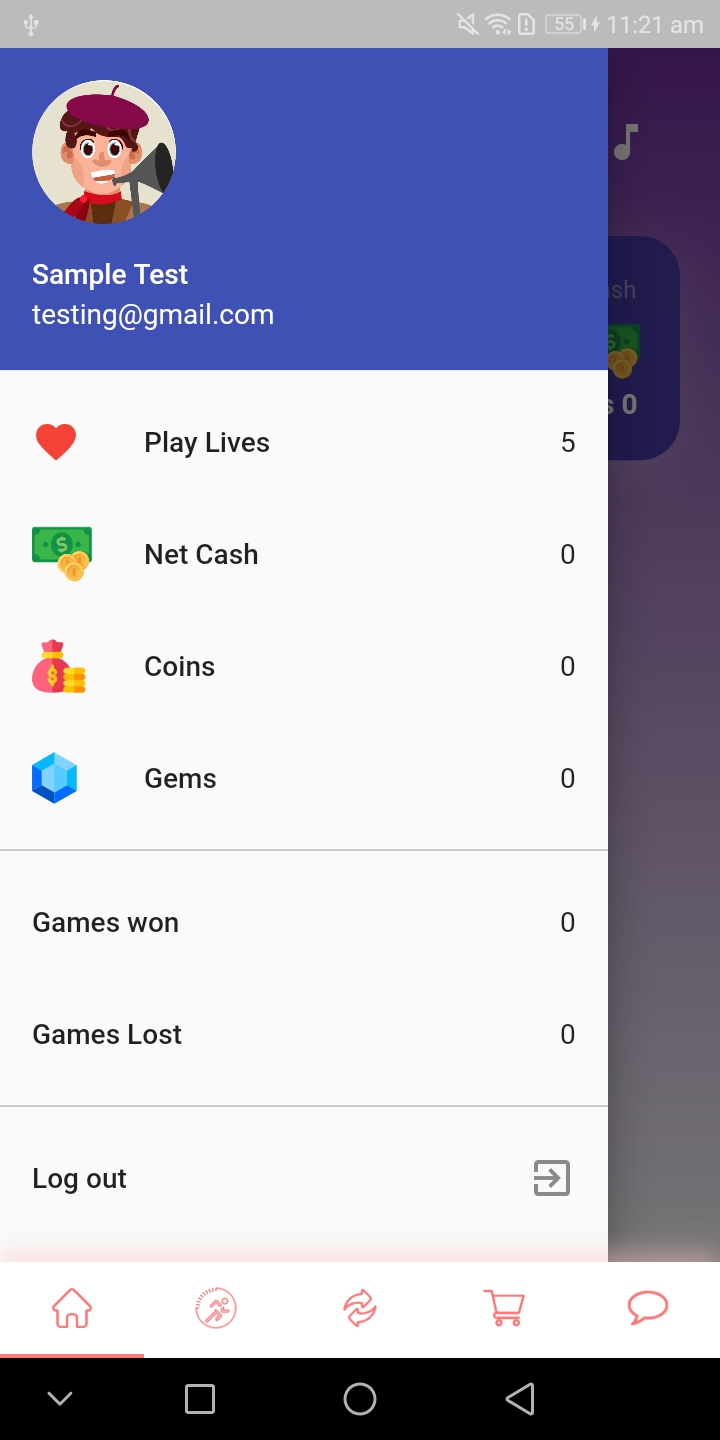 55 11:21 am
Sample Test
testing@gmail.com
Play Lives 5
Net Cash 0
Coins 0
Gems 0
Games won 0
Games Lost 0
Log out
0